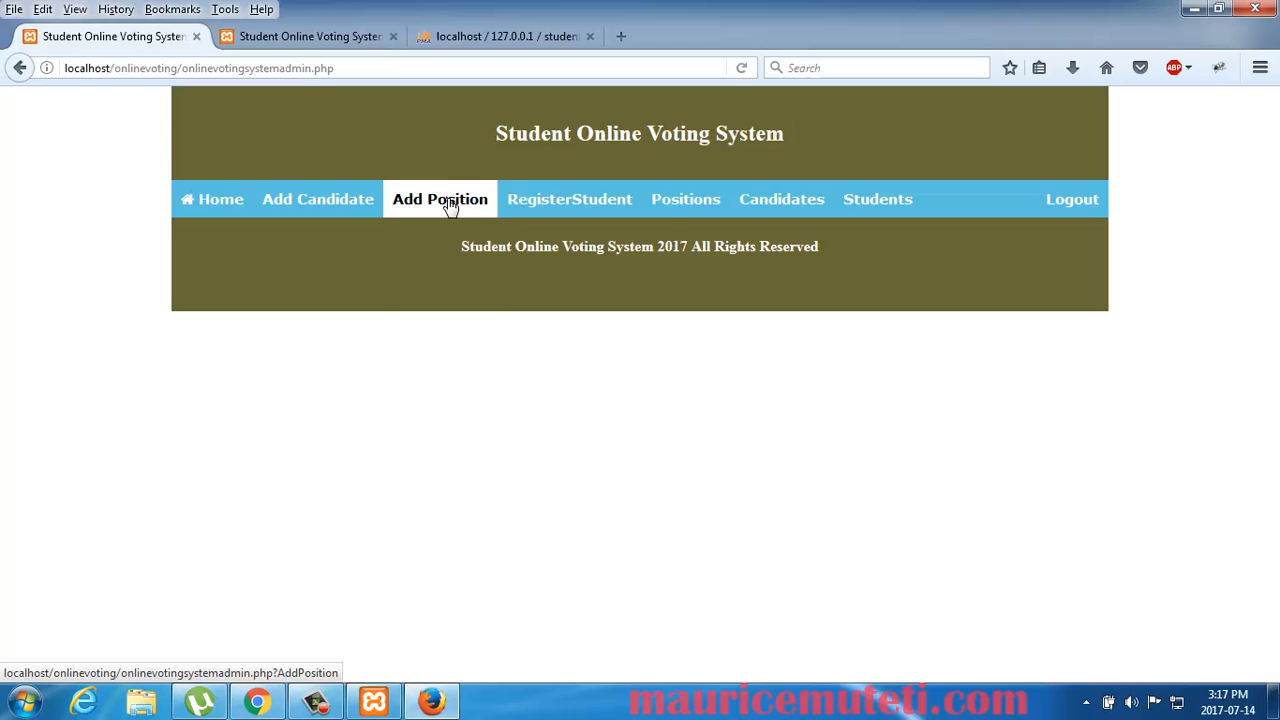 File Edit View History Bookmarks Tools Help
Student Online Voting System × Student Online Voting System × localhost / 127.0.0.1 / studen × +
localhost/onlinevoting/onlinevotingsystemadmin.php Search ABP
Student Online Voting System
Home Add Candidate Add Position RegisterStudent Positions Candidates Students Logout
Student Online Voting System 2017 All Rights Reserved
localhost/onlinevoting/onlinevotingsystemadmin.php?AddPosition
mauricemuteti.com
3:17 PM
2017-07-14